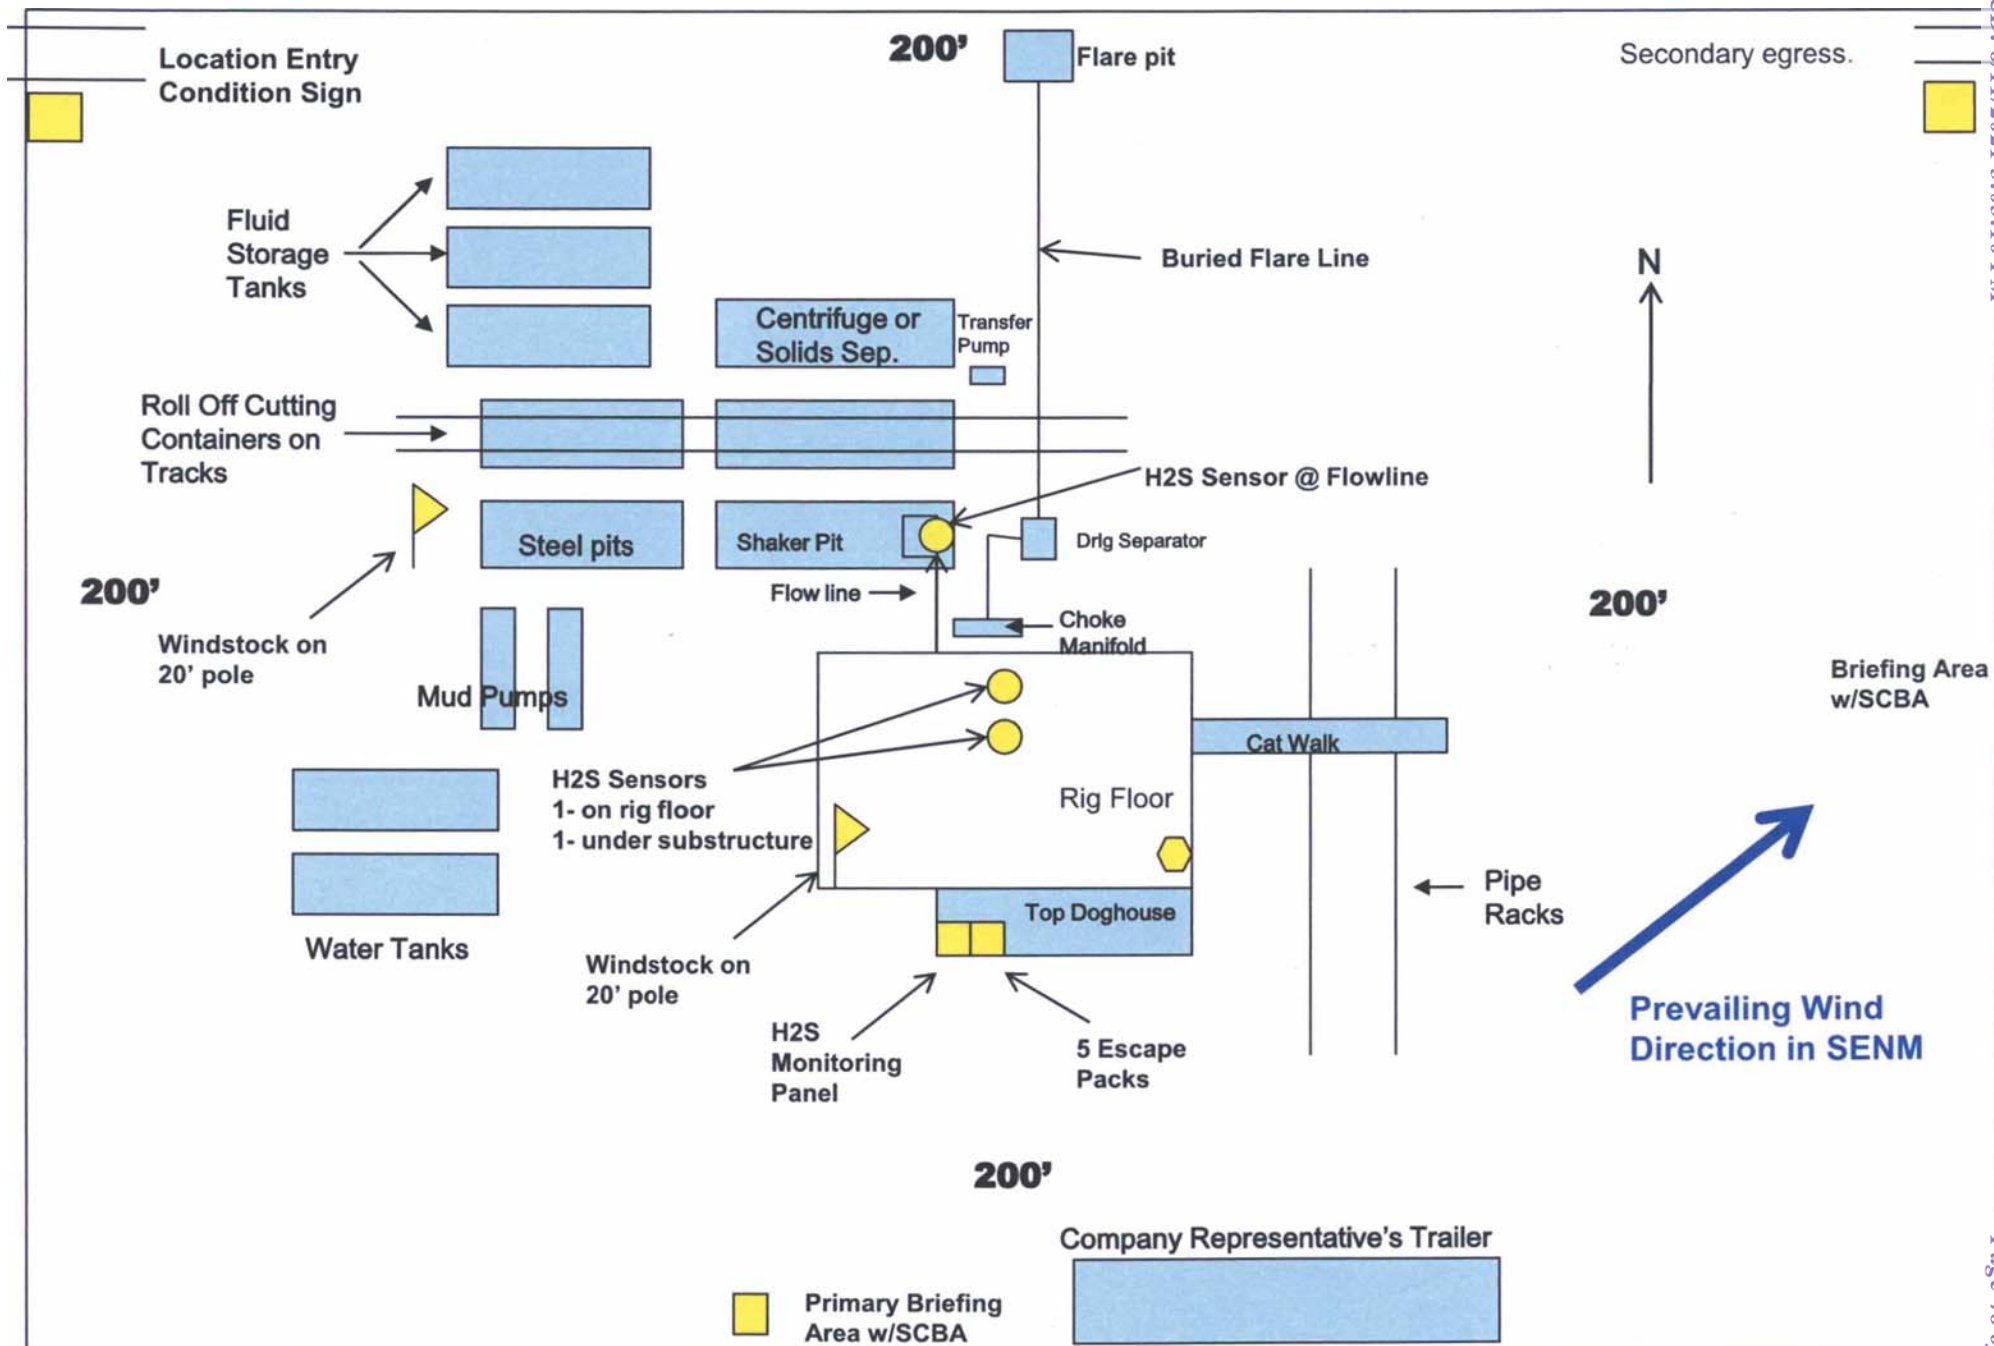 Location Entry
Condition Sign
200'
Flare pit
Secondary egress.
Fluid
Storage
Tanks
Buried Flare Line
N
Centrifuge or
Solids Sep.
Transfer
Pump
Roll Off Cutting
Containers on
Tracks
H2S Sensor @ Flowline
Steel pits
Shaker Pit
Drlg Separator
200'
Flow line
200'
Windstock on
20' pole
Choke
Manifold
Mud Pumps
Briefing Area
w/SCBA
Cat Walk
H2S Sensors
1- on rig floor
1- under substructure
Rig Floor
Pipe
Racks
Top Doghouse
Water Tanks
Windstock on
20' pole
H2S
Monitoring
Panel
5 Escape
Packs
Prevailing Wind
Direction in SENM
200'
Company Representative's Trailer
Primary Briefing
Area w/SCBA